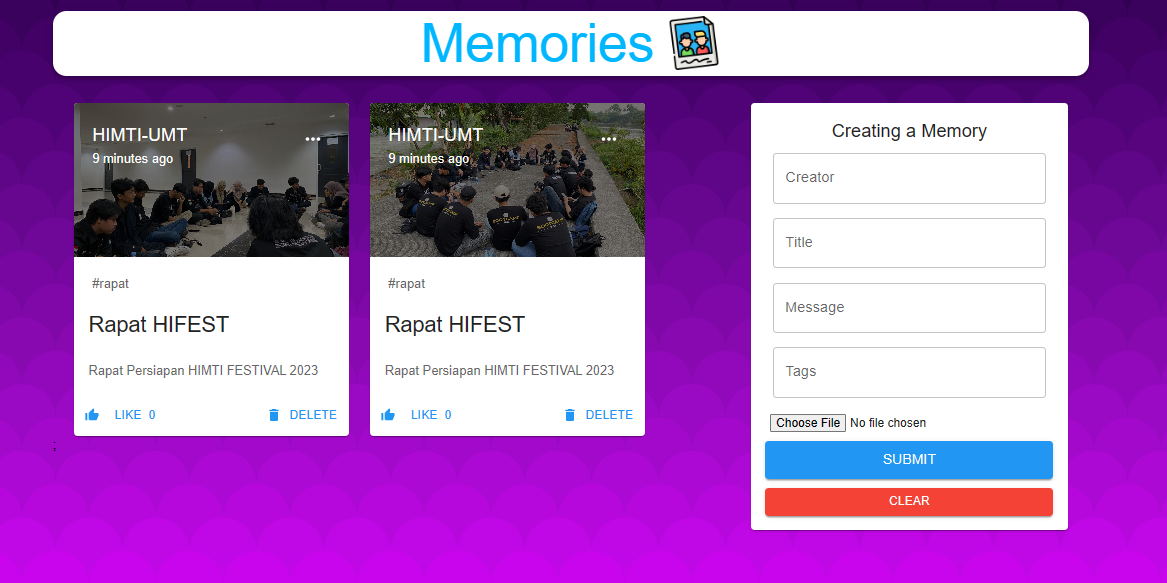 Memories
HIMTI-UMT
9 minutes ago
#rapat
Rapat HIFEST
Rapat Persiapan HIMTI FESTIVAL 2023
LIKE 0
DELETE
HIMTI-UMT
9 minutes ago
#rapat
Rapat HIFEST
Rapat Persiapan HIMTI FESTIVAL 2023
LIKE 0
DELETE
Creating a Memory
Creator
Title
Message
Tags
Choose File No file chosen
SUBMIT
CLEAR